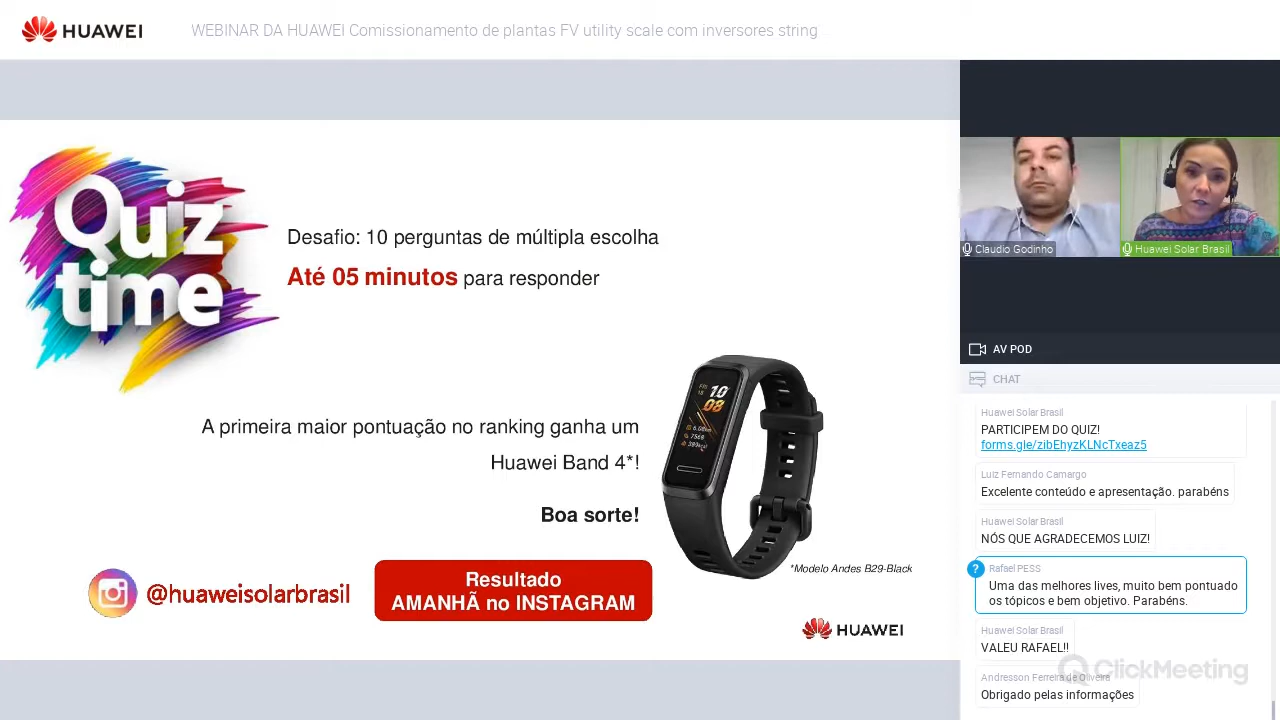 HUAWEI
WEBINAR DA HUAWEI Comissionamento de plantas FV utility scale com inversores string
Quiz
time
Desafio: 10 perguntas de múltipla escolha
Até 05 minutos para responder
A primeira maior pontuação no ranking ganha um
Huawei Band 4*!
Boa sorte!
10
08
*Modelo Andes B29-Black
@huaweisolarbrasil
Resultado
AMANHÃ no INSTAGRAM
HUAWEI
Claudio Godinho
Huawei Solar Brasil
AV POD
CHAT
Huawei Solar Brasil
PARTICIPEM DO QUIZ!
forms.gle/zibEhyzKLNcTxeaz5
Luiz Fernando Camargo
Excelente conteúdo e apresentação. parabéns
Huawei Solar Brasil
NÓS QUE AGRADECEMOS LUIZ!
?
Rafael PESS
Uma das melhores lives, muito bem pontuado
os tópicos e bem objetivo. Parabéns.
Huawei Solar Brasil
VALEU RAFAEL!!
ClickMeeting
Andresson Ferreira de Oliveira
Obrigado pelas informações